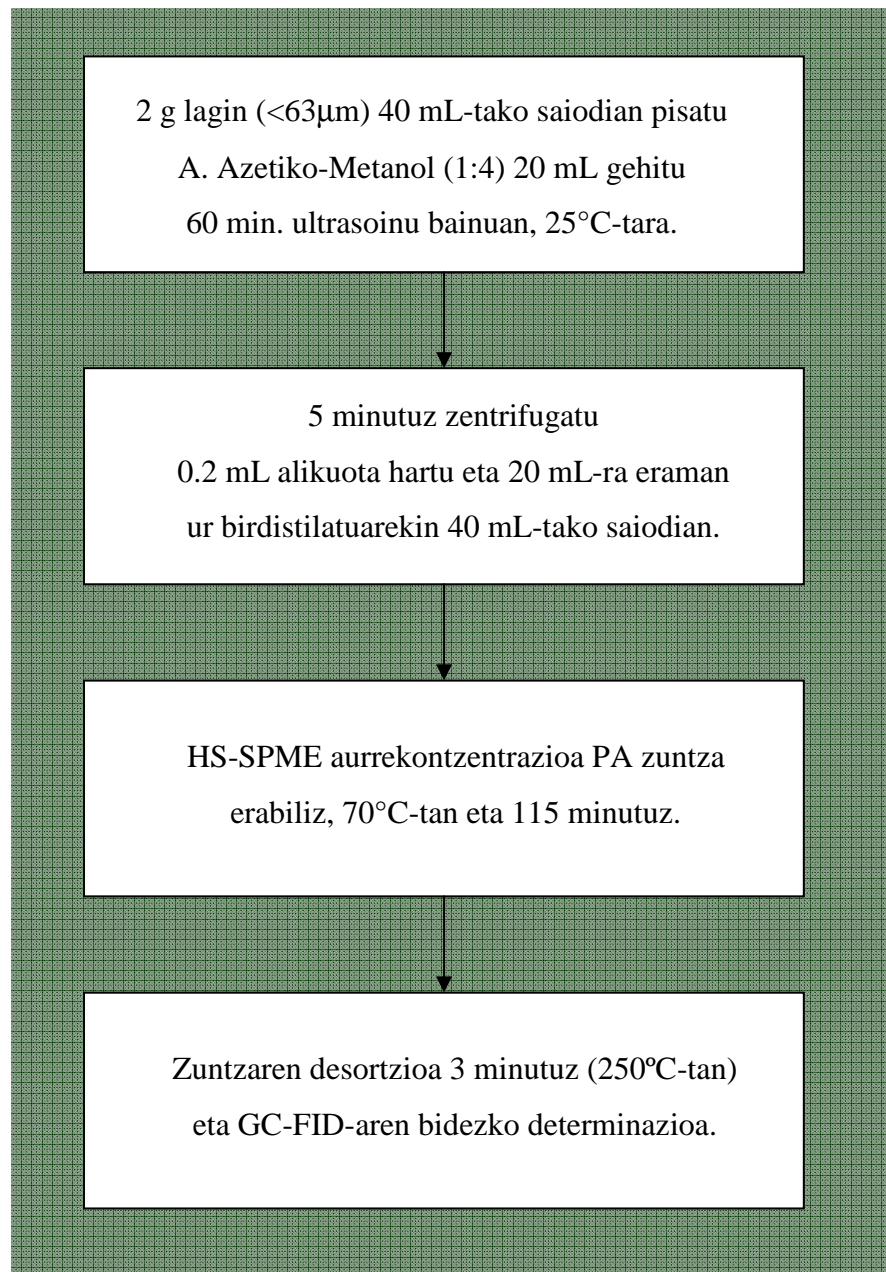 2 g lagin (<63μm) 40 mL-tako saiodian pisatu
A. Azetiko-Metanol (1:4) 20 mL gehitu
60 min. ultrasoinu bainuan, 25°C-tara.
5 minutuz zentrifugatu
0.2 mL alikuota hartu eta 20 mL-ra eraman
ur birdistilatuarekin 40 mL-tako saiodian.
HS-SPME aurrekontzentrazioa PA zuntza
erabiliz, 70°C-tan eta 115 minutuz.
Zuntzaren desortzioa 3 minutuz (250ºC-tan)
eta GC-FID-aren bidezko determinazioa.